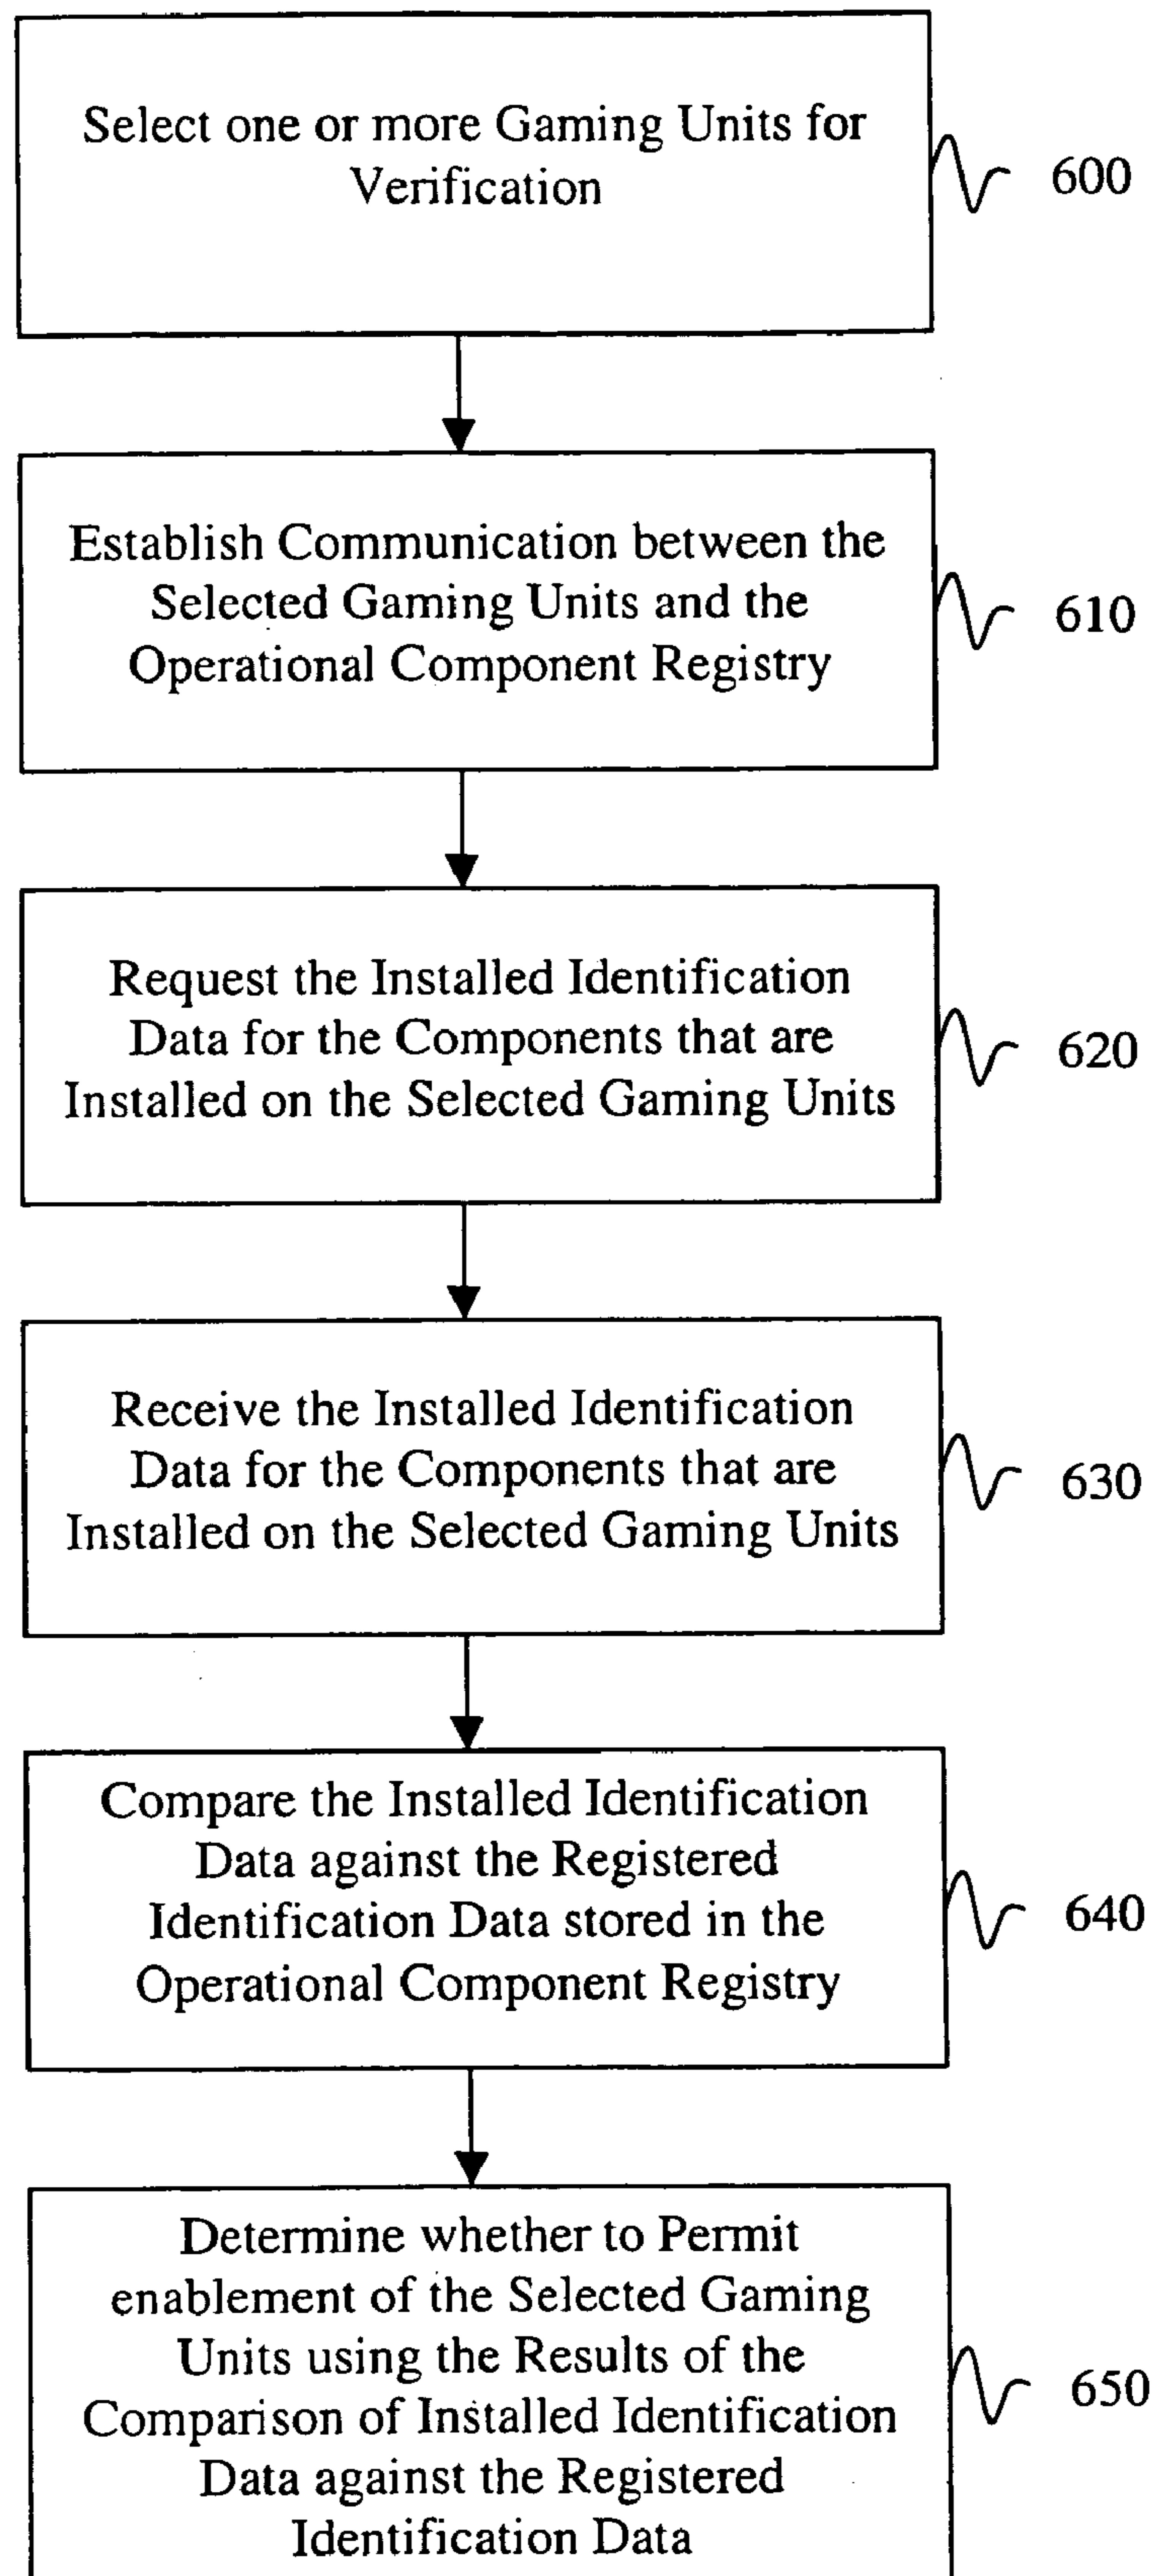 Select one or more Gaming Units for
Verification
600
Establish Communication between the
Selected Gaming Units and the
Operational Component Registry
610
Request the Installed Identification
Data for the Components that are
Installed on the Selected Gaming Units
620
Receive the Installed Identification
Data for the Components that are
Installed on the Selected Gaming Units
630
Compare the Installed Identification
Data against the Registered
Identification Data stored in the
Operational Component Registry
640
Determine whether to Permit
enablement of the Selected Gaming
Units using the Results of the
Comparison of Installed Identification
Data against the Registered
Identification Data
650